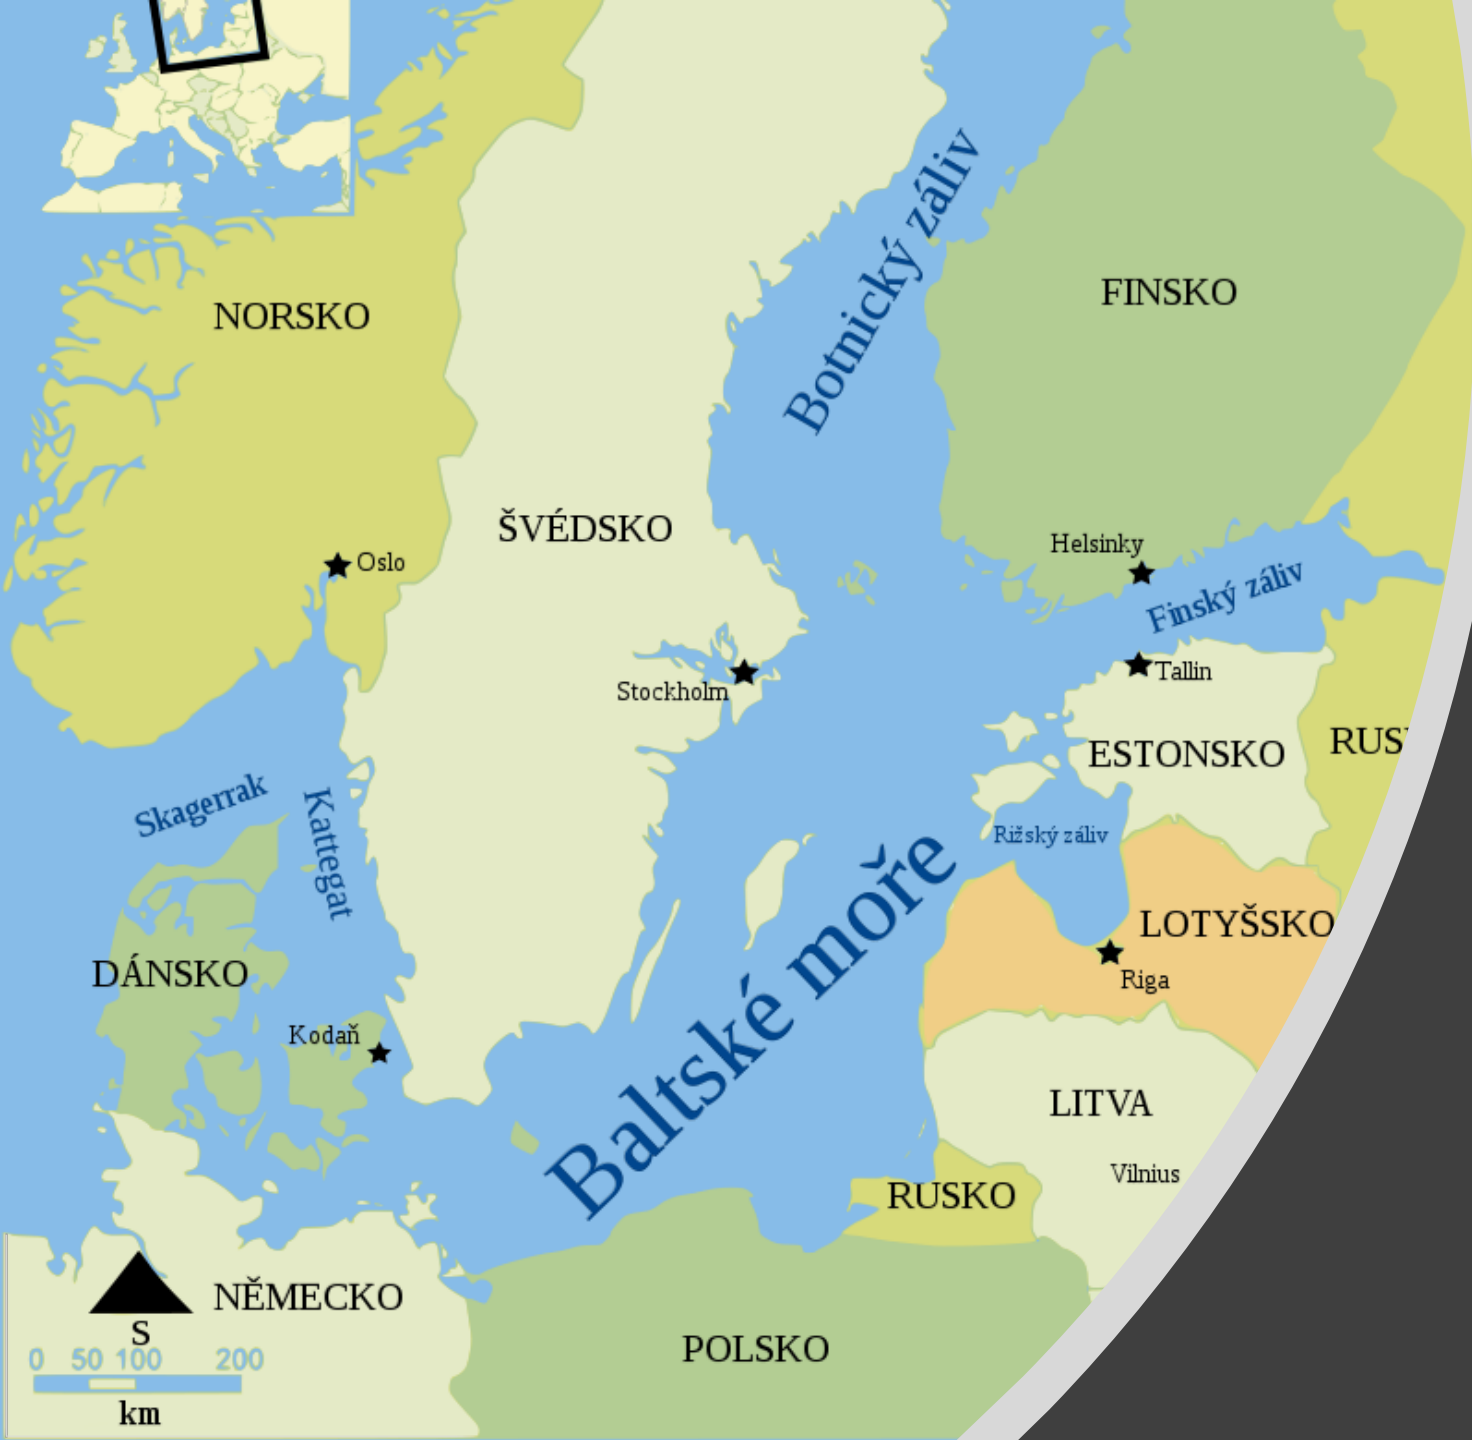 Botnický záliv
NORSKO
FINSKO
ŠVÉDSKO
Helsinky
Oslo
Finský záliv
Stockholm
Tallin
ESTONSKO
RUS
Skagerrak
Kattegat
Rižský záliv
Baltské moře
LOTYŠSKO
DÁNSKO
Riga
Kodaň
LITVA
Vilnius
RUSKO
NĚMECKO
POLSKO
S
0 50 100 200
km